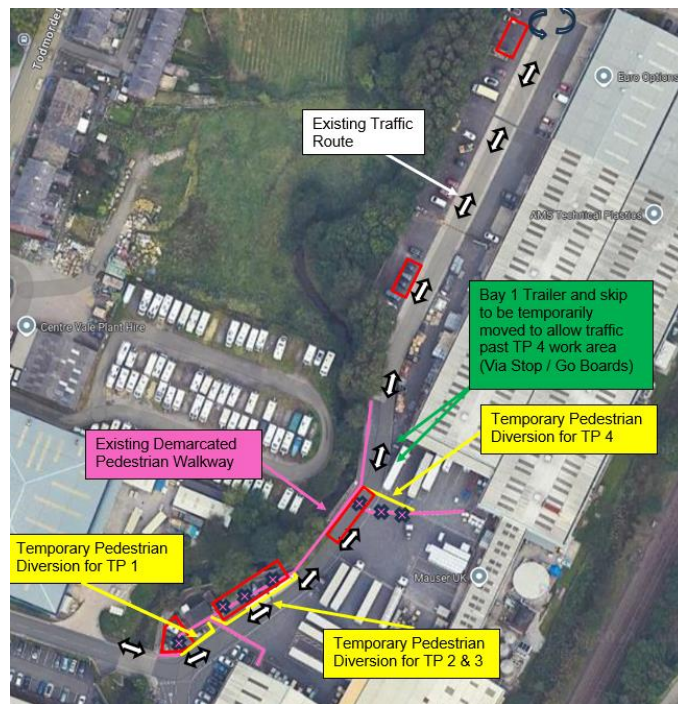 Todmorden
Euro Options
Existing Traffic
Route
AMS Technical Plastics
Bay 1 Trailer and skip
to be temporarily
moved to allow traffic
past TP 4 work area
(Via Stop / Go Boards)
Centre Vale Plant Hire
Temporary Pedestrian
Diversion for TP 4
Existing Demarcated
Pedestrian Walkway
Temporary Pedestrian
Diversion for TP 1
Mauser UK
Temporary Pedestrian
Diversion for TP 2 & 3